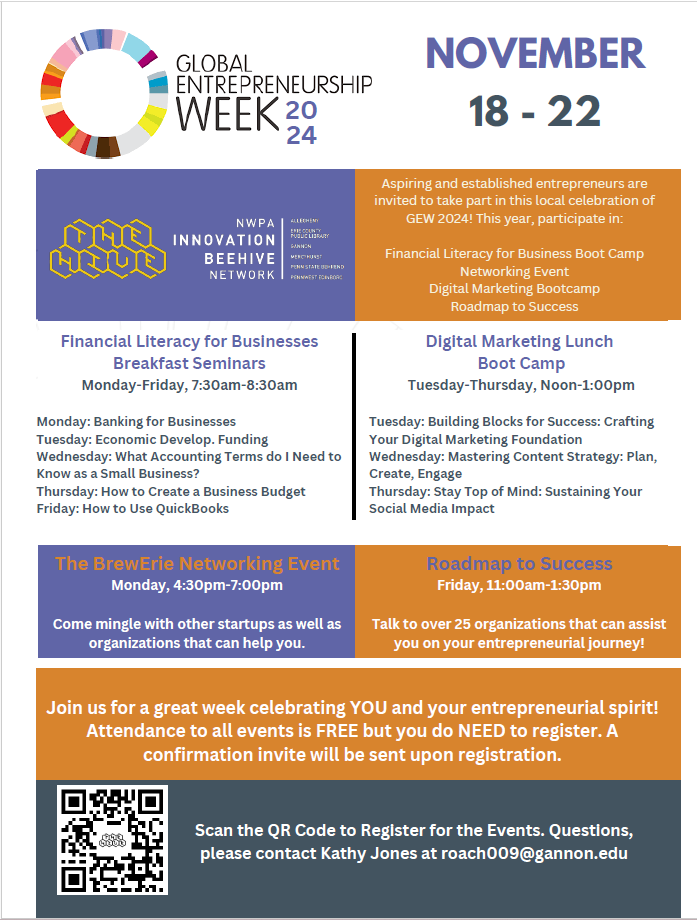 GLOBAL
ENTREPRENEURSHIP
WEEK 20
24
NOVEMBER
18 - 22
THE
HIVE
NWPA
INNOVATION
BEEHIVE
NETWORK
ALLEGHENY
ERIE COUNTY
PUBLIC LIBRARY
GANNON
MERCYHURST
PENN STATE BEHREND
PENNWEST EDINBORO
Aspiring and established entrepreneurs are
invited to take part in this local celebration of
GEW 2024! This year, participate in:
Financial Literacy for Business Boot Camp
Networking Event
Digital Marketing Bootcamp
Roadmap to Success
Financial Literacy for Businesses
Breakfast Seminars
Monday-Friday, 7:30am-8:30am
Monday: Banking for Businesses
Tuesday: Economic Develop. Funding
Wednesday: What Accounting Terms do I Need to
Know as a Small Business?
Thursday: How to Create a Business Budget
Friday: How to Use QuickBooks
Digital Marketing Lunch
Boot Camp
Tuesday-Thursday, Noon-1:00pm
Tuesday: Building Blocks for Success: Crafting
Your Digital Marketing Foundation
Wednesday: Mastering Content Strategy: Plan,
Create, Engage
Thursday: Stay Top of Mind: Sustaining Your
Social Media Impact
The BrewErie Networking Event
Monday, 4:30pm-7:00pm
Come mingle with other startups as well as
organizations that can help you.
Roadmap to Success
Friday, 11:00am-1:30pm
Talk to over 25 organizations that can assist
you on your entrepreneurial journey!
Join us for a great week celebrating YOU and your entrepreneurial spirit!
Attendance to all events is FREE but you do NEED to register. A
confirmation invite will be sent upon registration.
THE
HIVE
Scan the QR Code to Register for the Events. Questions,
please contact Kathy Jones at roach009@gannon.edu